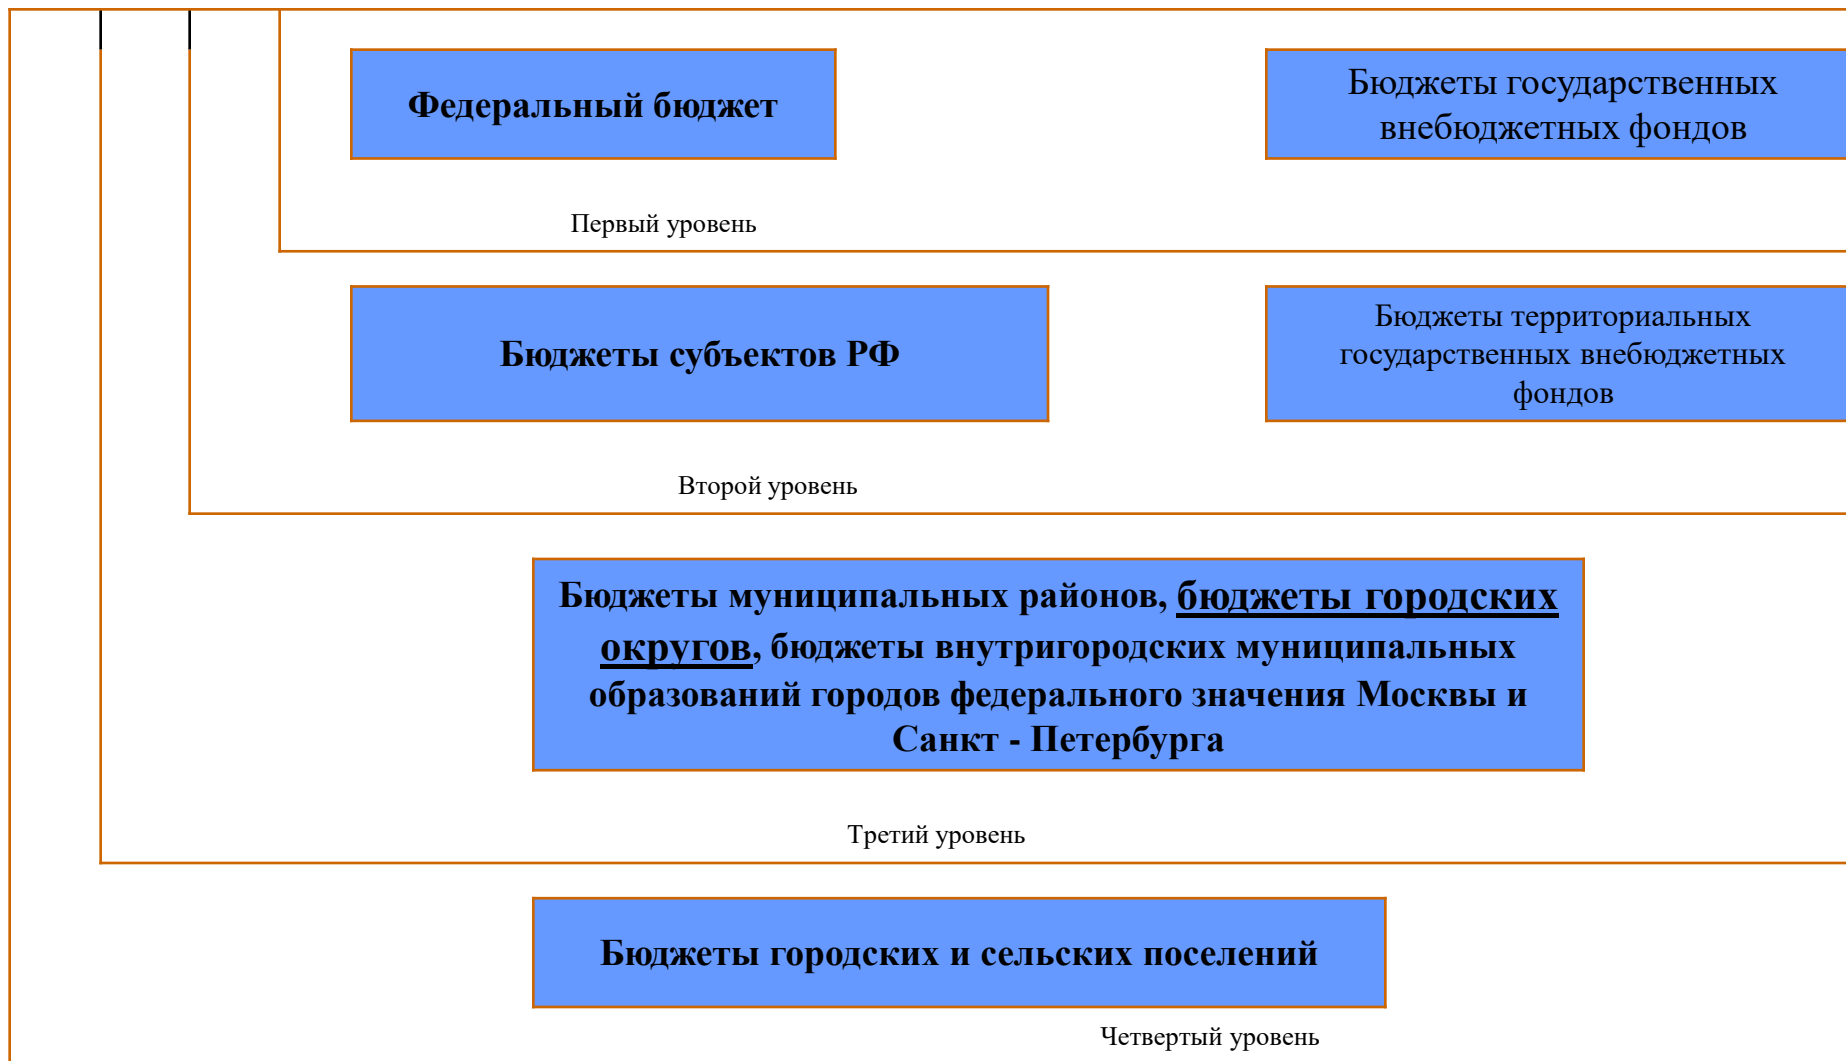 Федеральный бюджет
Бюджеты государственных
внебюджетных фондов
Первый уровень
Бюджеты субъектов РФ
Бюджеты территориальных
государственных внебюджетных
фондов
Второй уровень
Бюджеты муниципальных районов, бюджеты городских
округов, бюджеты внутригородских муниципальных
образований городов федерального значения Москвы и
Санкт - Петербурга
Третий уровень
Бюджеты городских и сельских поселений
Четвертый уровень